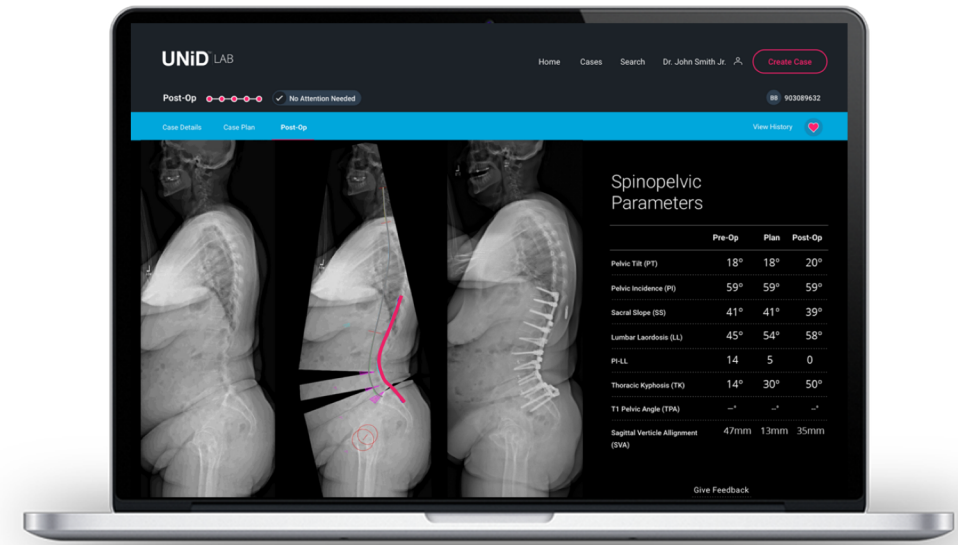 UNiD™ LAB
Home Cases Search Dr. John Smith Jr. Create Case
Post-Op No Attention Needed BB 903089632
Case Details Case Plan Post-Op View History
Spinopelvic
Parameters
Pre-Op Plan Post-Op
Pelvic Tilt (PT) 18° 18° 20°
Pelvic Incidence (PI) 59° 59° 59°
Sacral Slope (SS) 41° 41° 39°
Lumbar Laordosis (LL) 45° 54° 58°
PI-LL 14 5 0
Thoracic Kyphosis (TK) 14° 30° 50°
T1 Pelvic Angle (TPA) --° --° --°
Sagittal Verticle Allignment 47mm 13mm 35mm
(SVA)
Give Feedback